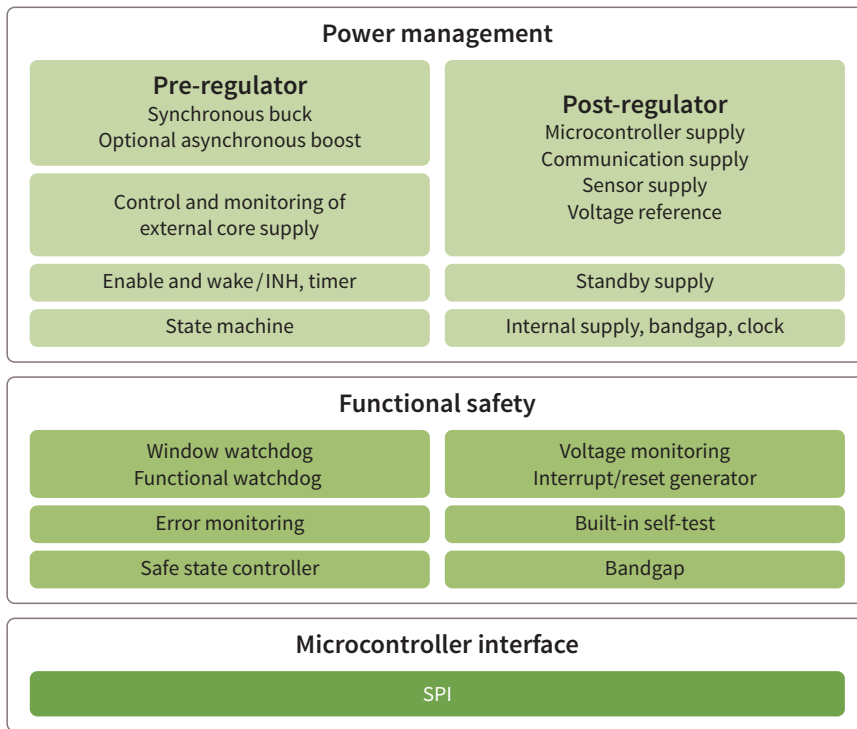 Power management
Pre-regulator
Synchronous buck
Optional asynchronous boost
Control and monitoring of
external core supply
Enable and wake/INH, timer
State machine
Post-regulator
Microcontroller supply
Communication supply
Sensor supply
Voltage reference
Standby supply
Internal supply, bandgap, clock
Functional safety
Window watchdog
Functional watchdog
Error monitoring
Safe state controller
Voltage monitoring
Interrupt/reset generator
Built-in self-test
Bandgap
Microcontroller interface
SPI